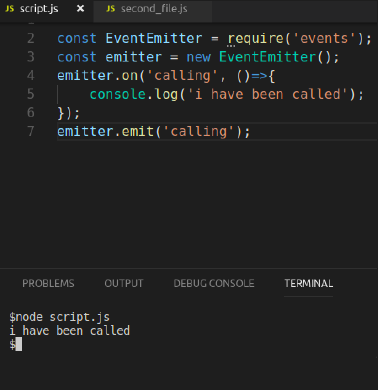 JS script.js × JS second_file.js
2 const EventEmitter = require('events');
3 const emitter = new EventEmitter();
4 emitter.on('calling', ()=>{
5 console.log('i have been called');
6 });
7 emitter.emit('calling');
PROBLEMS OUTPUT DEBUG CONSOLE TERMINAL
$node script.js
i have been called
$